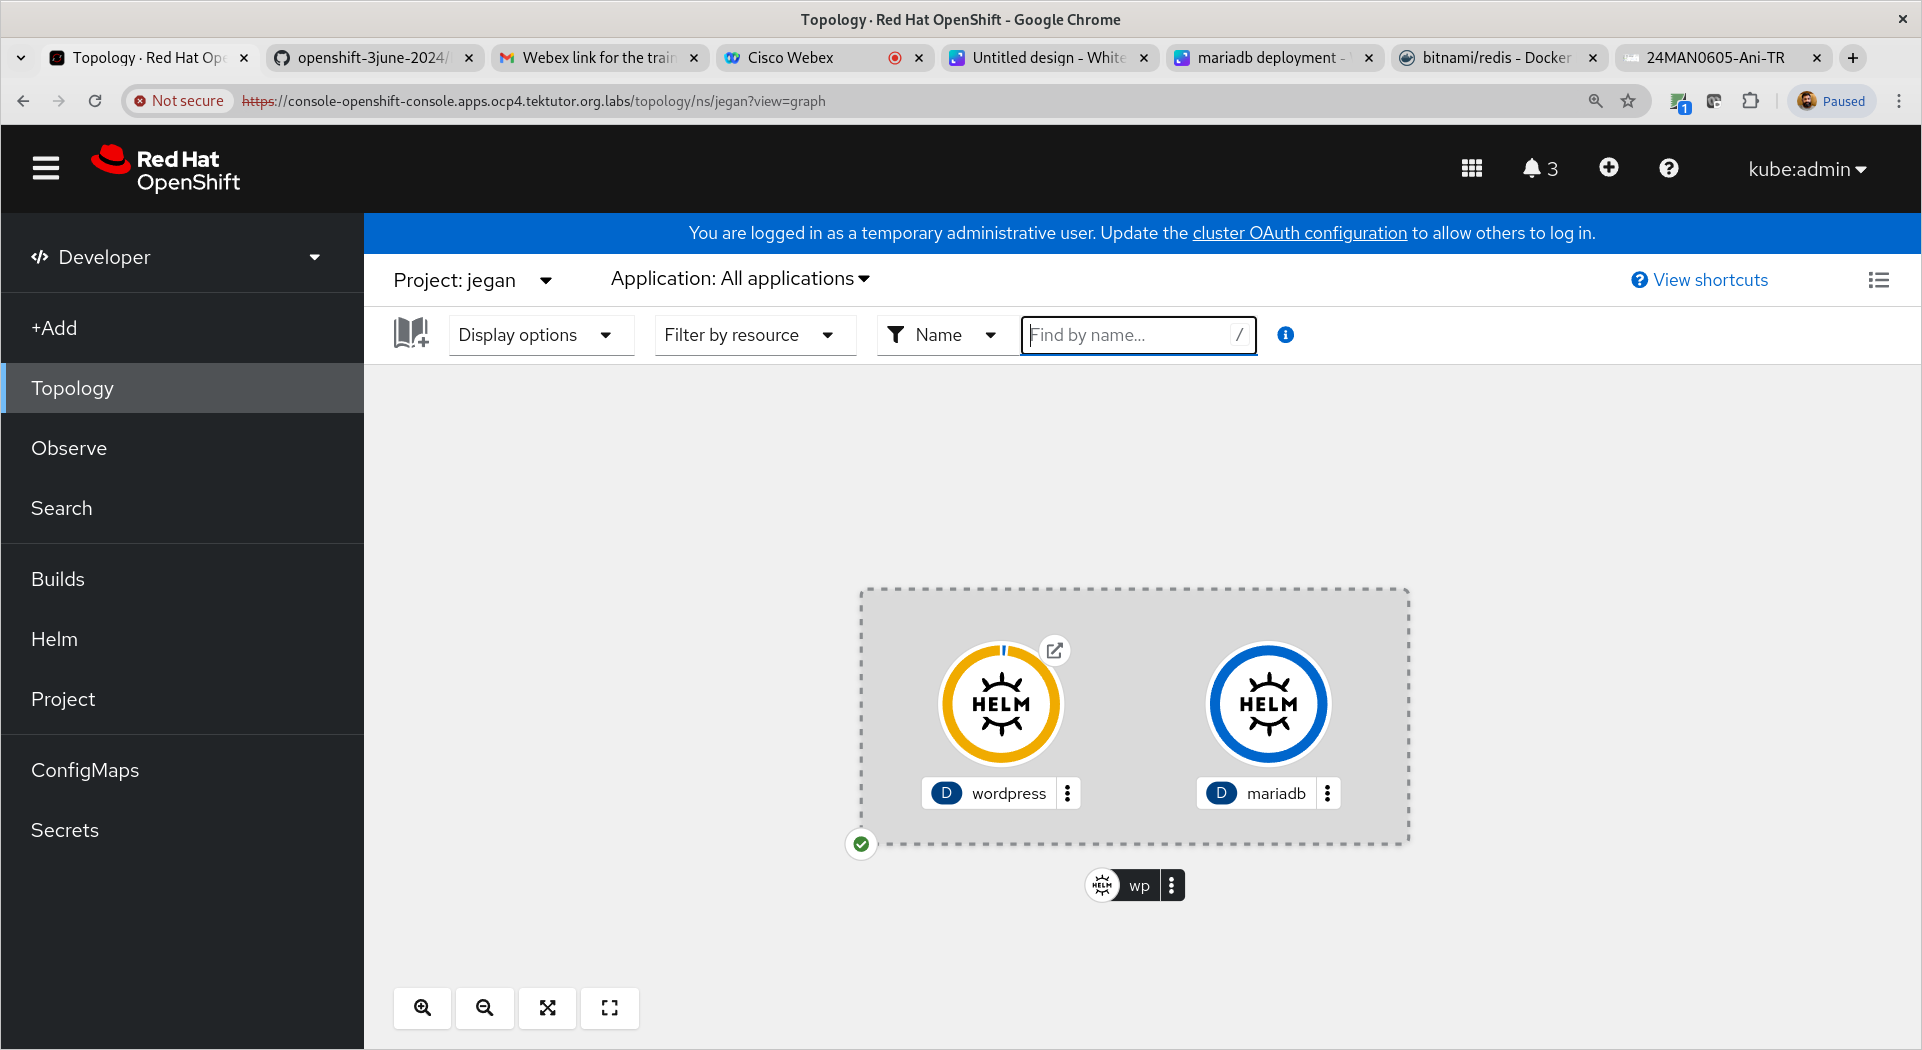 Topology · Red Hat OpenShift - Google Chrome
Topology · Red Hat Ope
openshift-3june-2024/
Webex link for the train
Cisco Webex
Untitled design - White
mariadb deployment -
bitnami/redis - Docker
24MAN0605-Ani-TR
Not secure
https://console-openshift-console.apps.ocp4.tektutor.org.labs/topology/ns/jegan?view=graph
1
Paused
Red Hat
OpenShift
3
kube:admin
You are logged in as a temporary administrative user. Update the cluster OAuth configuration to allow others to log in.
Developer
Project: jegan
Application: All applications
View shortcuts
+Add
Display options
Filter by resource
Name
Find by name...
/
Topology
Observe
Search
Builds
Helm
Project
ConfigMaps
Secrets
HELM
HELM
D wordpress
D mariadb
HELM wp